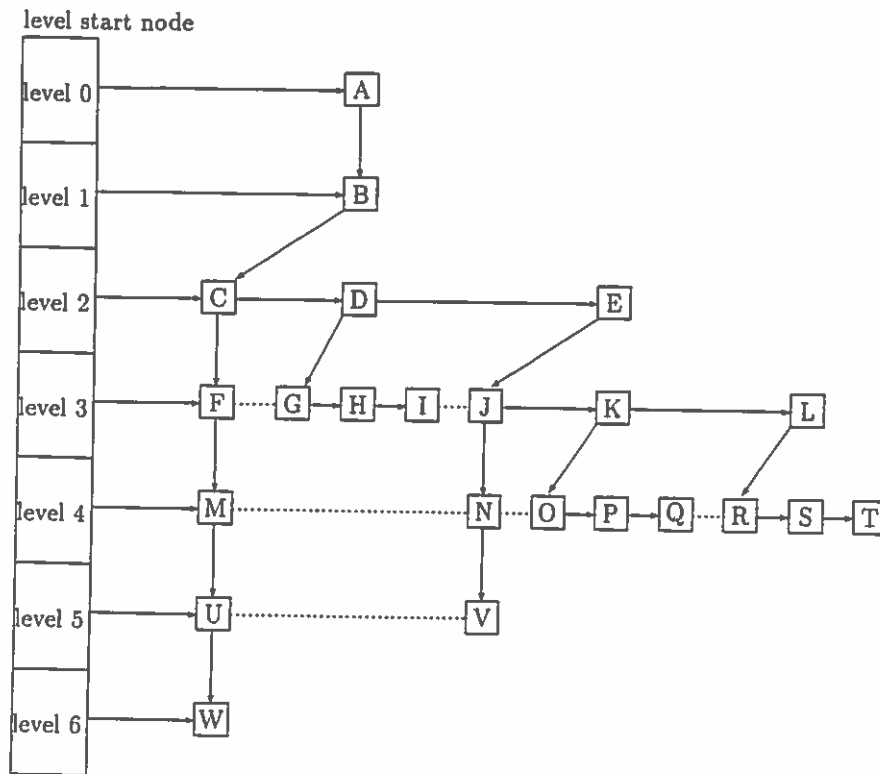 level start node
level 0 A
level 1 B
level 2 C D E
level 3 F G H I J K L
level 4 M N O P Q R S T
level 5 U V
level 6 W